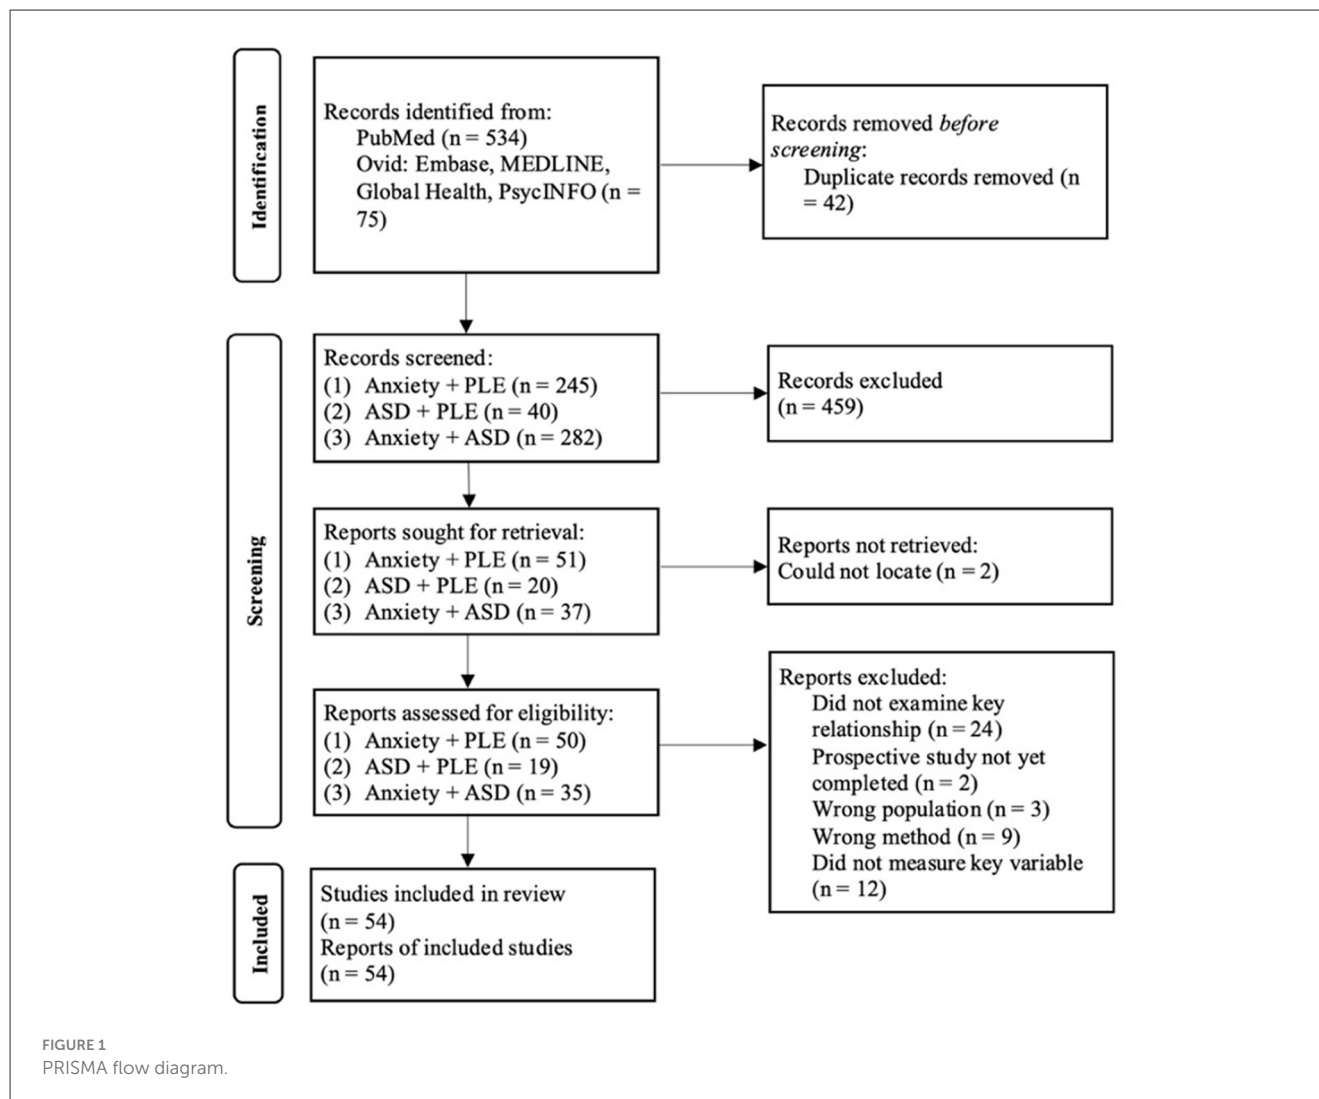 Identification
Records identified from:
PubMed (n = 534)
Ovid: Embase, MEDLINE,
Global Health, PsycINFO (n =
75)
Records removed before
screening:
Duplicate records removed (n
= 42)
Screening
Records screened:
(1) Anxiety + PLE (n = 245)
(2) ASD + PLE (n = 40)
(3) Anxiety + ASD (n = 282)
Records excluded
(n = 459)
Reports sought for retrieval:
(1) Anxiety + PLE (n = 51)
(2) ASD + PLE (n = 20)
(3) Anxiety + ASD (n = 37)
Reports not retrieved:
Could not locate (n = 2)
Reports assessed for eligibility:
(1) Anxiety + PLE (n = 50)
(2) ASD + PLE (n = 19)
(3) Anxiety + ASD (n = 35)
Reports excluded:
Did not examine key
relationship (n = 24)
Prospective study not yet
completed (n = 2)
Wrong population (n = 3)
Wrong method (n = 9)
Did not measure key variable
(n = 12)
Included
Studies included in review
(n = 54)
Reports of included studies
(n = 54)
FIGURE 1
PRISMA flow diagram.